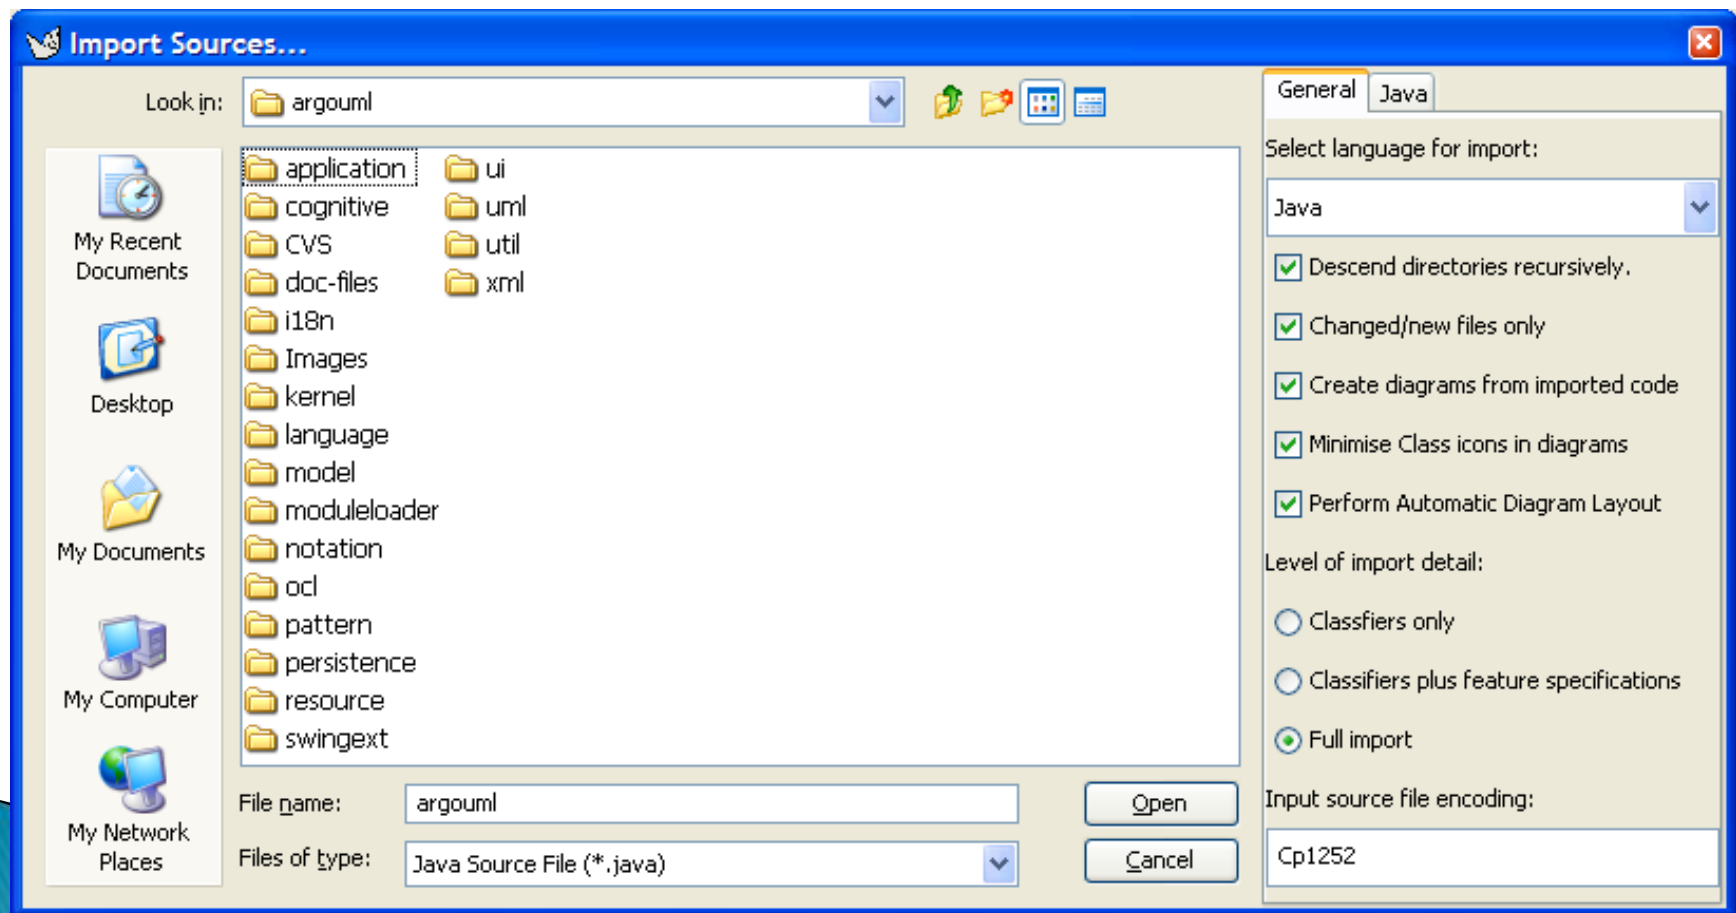 Import Sources...
Look in:
argouml
My Recent
Documents
Desktop
My Documents
My Computer
My Network
Places
application
cognitive
CVS
doc-files
i18n
Images
kernel
language
model
moduleloader
notation
ocl
pattern
persistence
resource
swingext
ui
uml
util
xml
File name:
argouml
Open
Files of type:
Java Source File (*.java)
Cancel
General
Java
Select language for import:
Java
Descend directories recursively.
Changed/new files only
Create diagrams from imported code
Minimise Class icons in diagrams
Perform Automatic Diagram Layout
Level of import detail:
Classfiers only
Classifiers plus feature specifications
Full import
Input source file encoding:
Cp1252